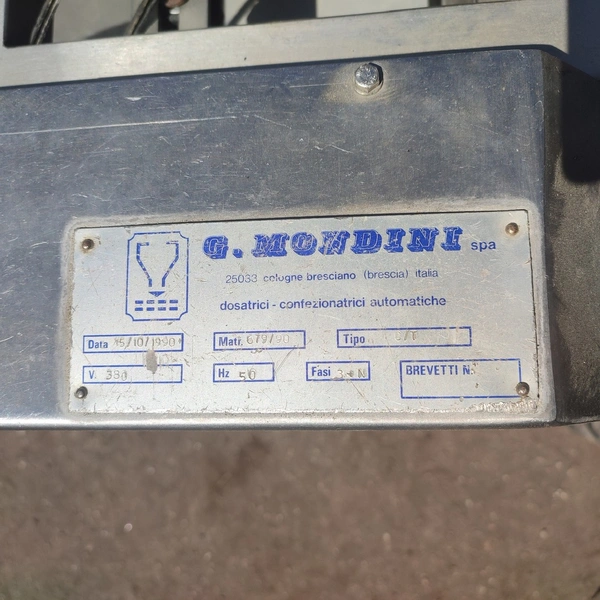 G. MONDINI spa
25033 cologne bresciano (brescia) italia
dosatrici - confezionatrici automatiche
Data 15/10/1990 Matr. 679/90 Tipo
V. 380 Hz 50 Fasi 3+N BREVETTI N.